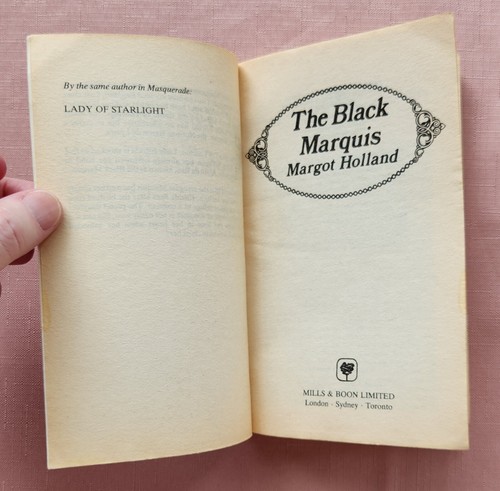 By the same author in Masquerade:
LADY OF STARLIGHT
The Black
Marquis
Margot Holland
MILLS & BOON LIMITED
London · Sydney · Toronto